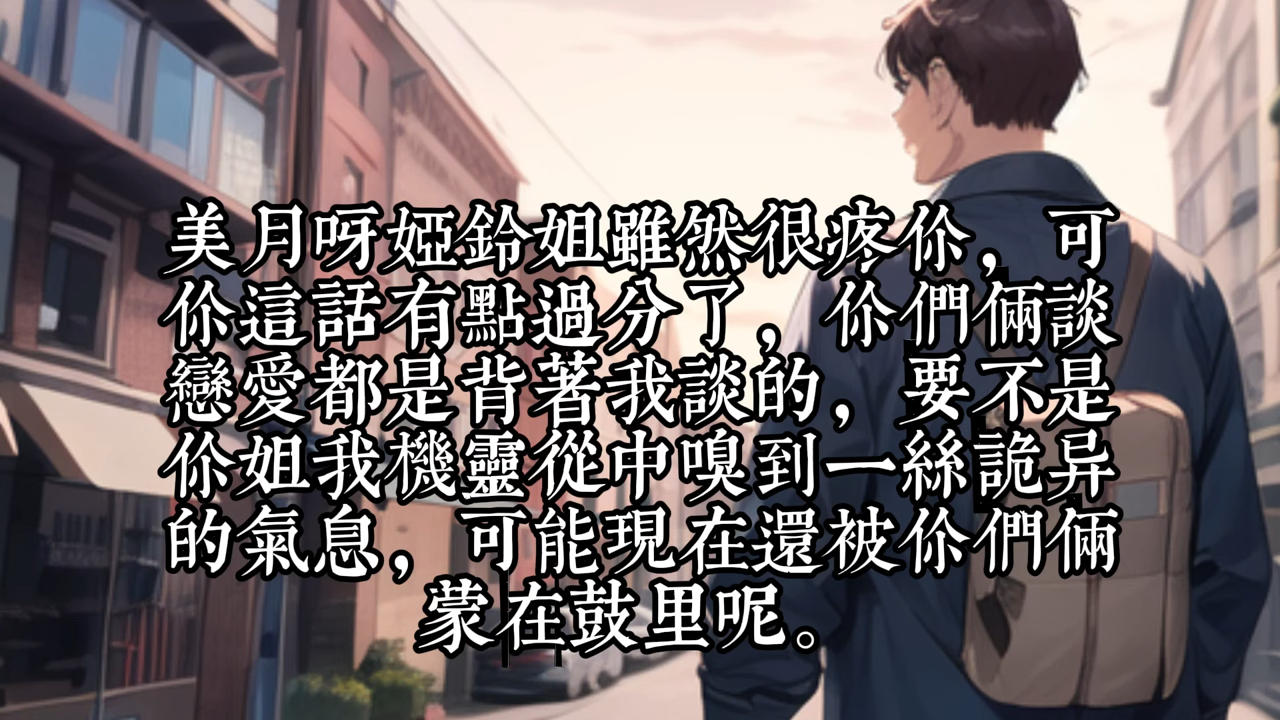 美月呀婭鈴姐雖然很疼你，可
你這話有點過分了，你們倆談
戀愛都是背著我談的，要不是
你姐我機靈從中嗅到一絲詭异
的氣息，可能現在還被你們倆
蒙在鼓里呢。